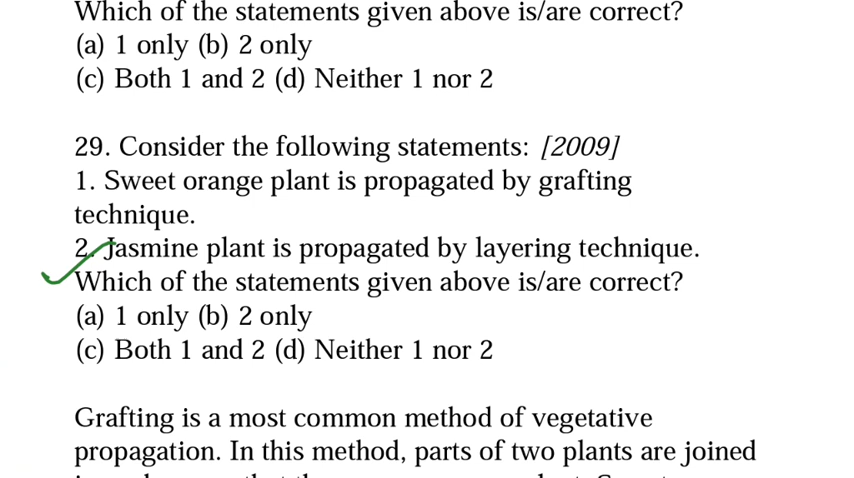 Which of the statements given above is/are correct?
(a) 1 only (b) 2 only
(c) Both 1 and 2 (d) Neither 1 nor 2
29. Consider the following statements: [2009]
1. Sweet orange plant is propagated by grafting
technique.
2. Jasmine plant is propagated by layering technique.
Which of the statements given above is/are correct?
(a) 1 only (b) 2 only
(c) Both 1 and 2 (d) Neither 1 nor 2
Grafting is a most common method of vegetative
propagation. In this method, parts of two plants are joined